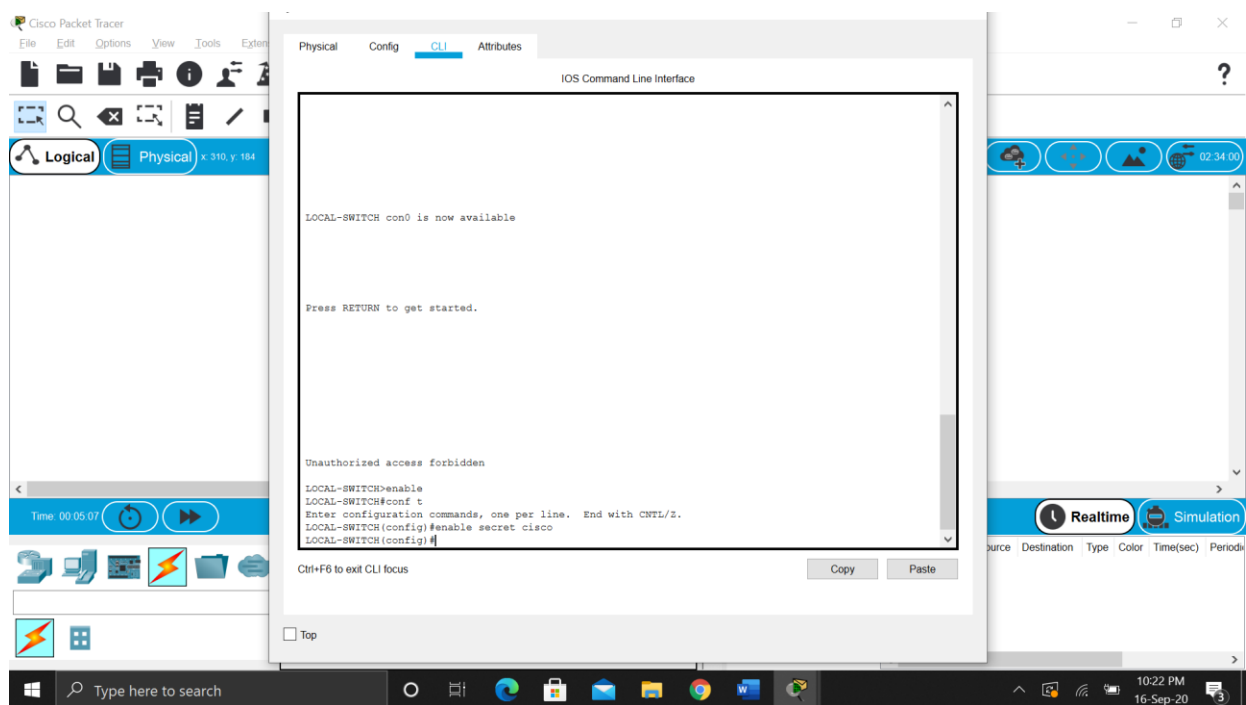 Cisco Packet Tracer
File Edit Options View Tools Exten
Physical Config CLI Attributes
IOS Command Line Interface
?
Logical Physical x: 310, y: 184
02:34:00
LOCAL-SWITCH con0 is now available
Press RETURN to get started.
Unauthorized access forbidden
LOCAL-SWITCH>enable
LOCAL-SWITCH#conf t
Enter configuration commands, one per line. End with CNTL/Z.
LOCAL-SWITCH(config)#enable secret cisco
LOCAL-SWITCH(config)#
Time: 00:05:07
Realtime Simulation
Ctrl+F6 to exit CLI focus
Copy Paste
ource Destination Type Color Time(sec) Periodi
Top
Type here to search
10:22 PM
16-Sep-20
3